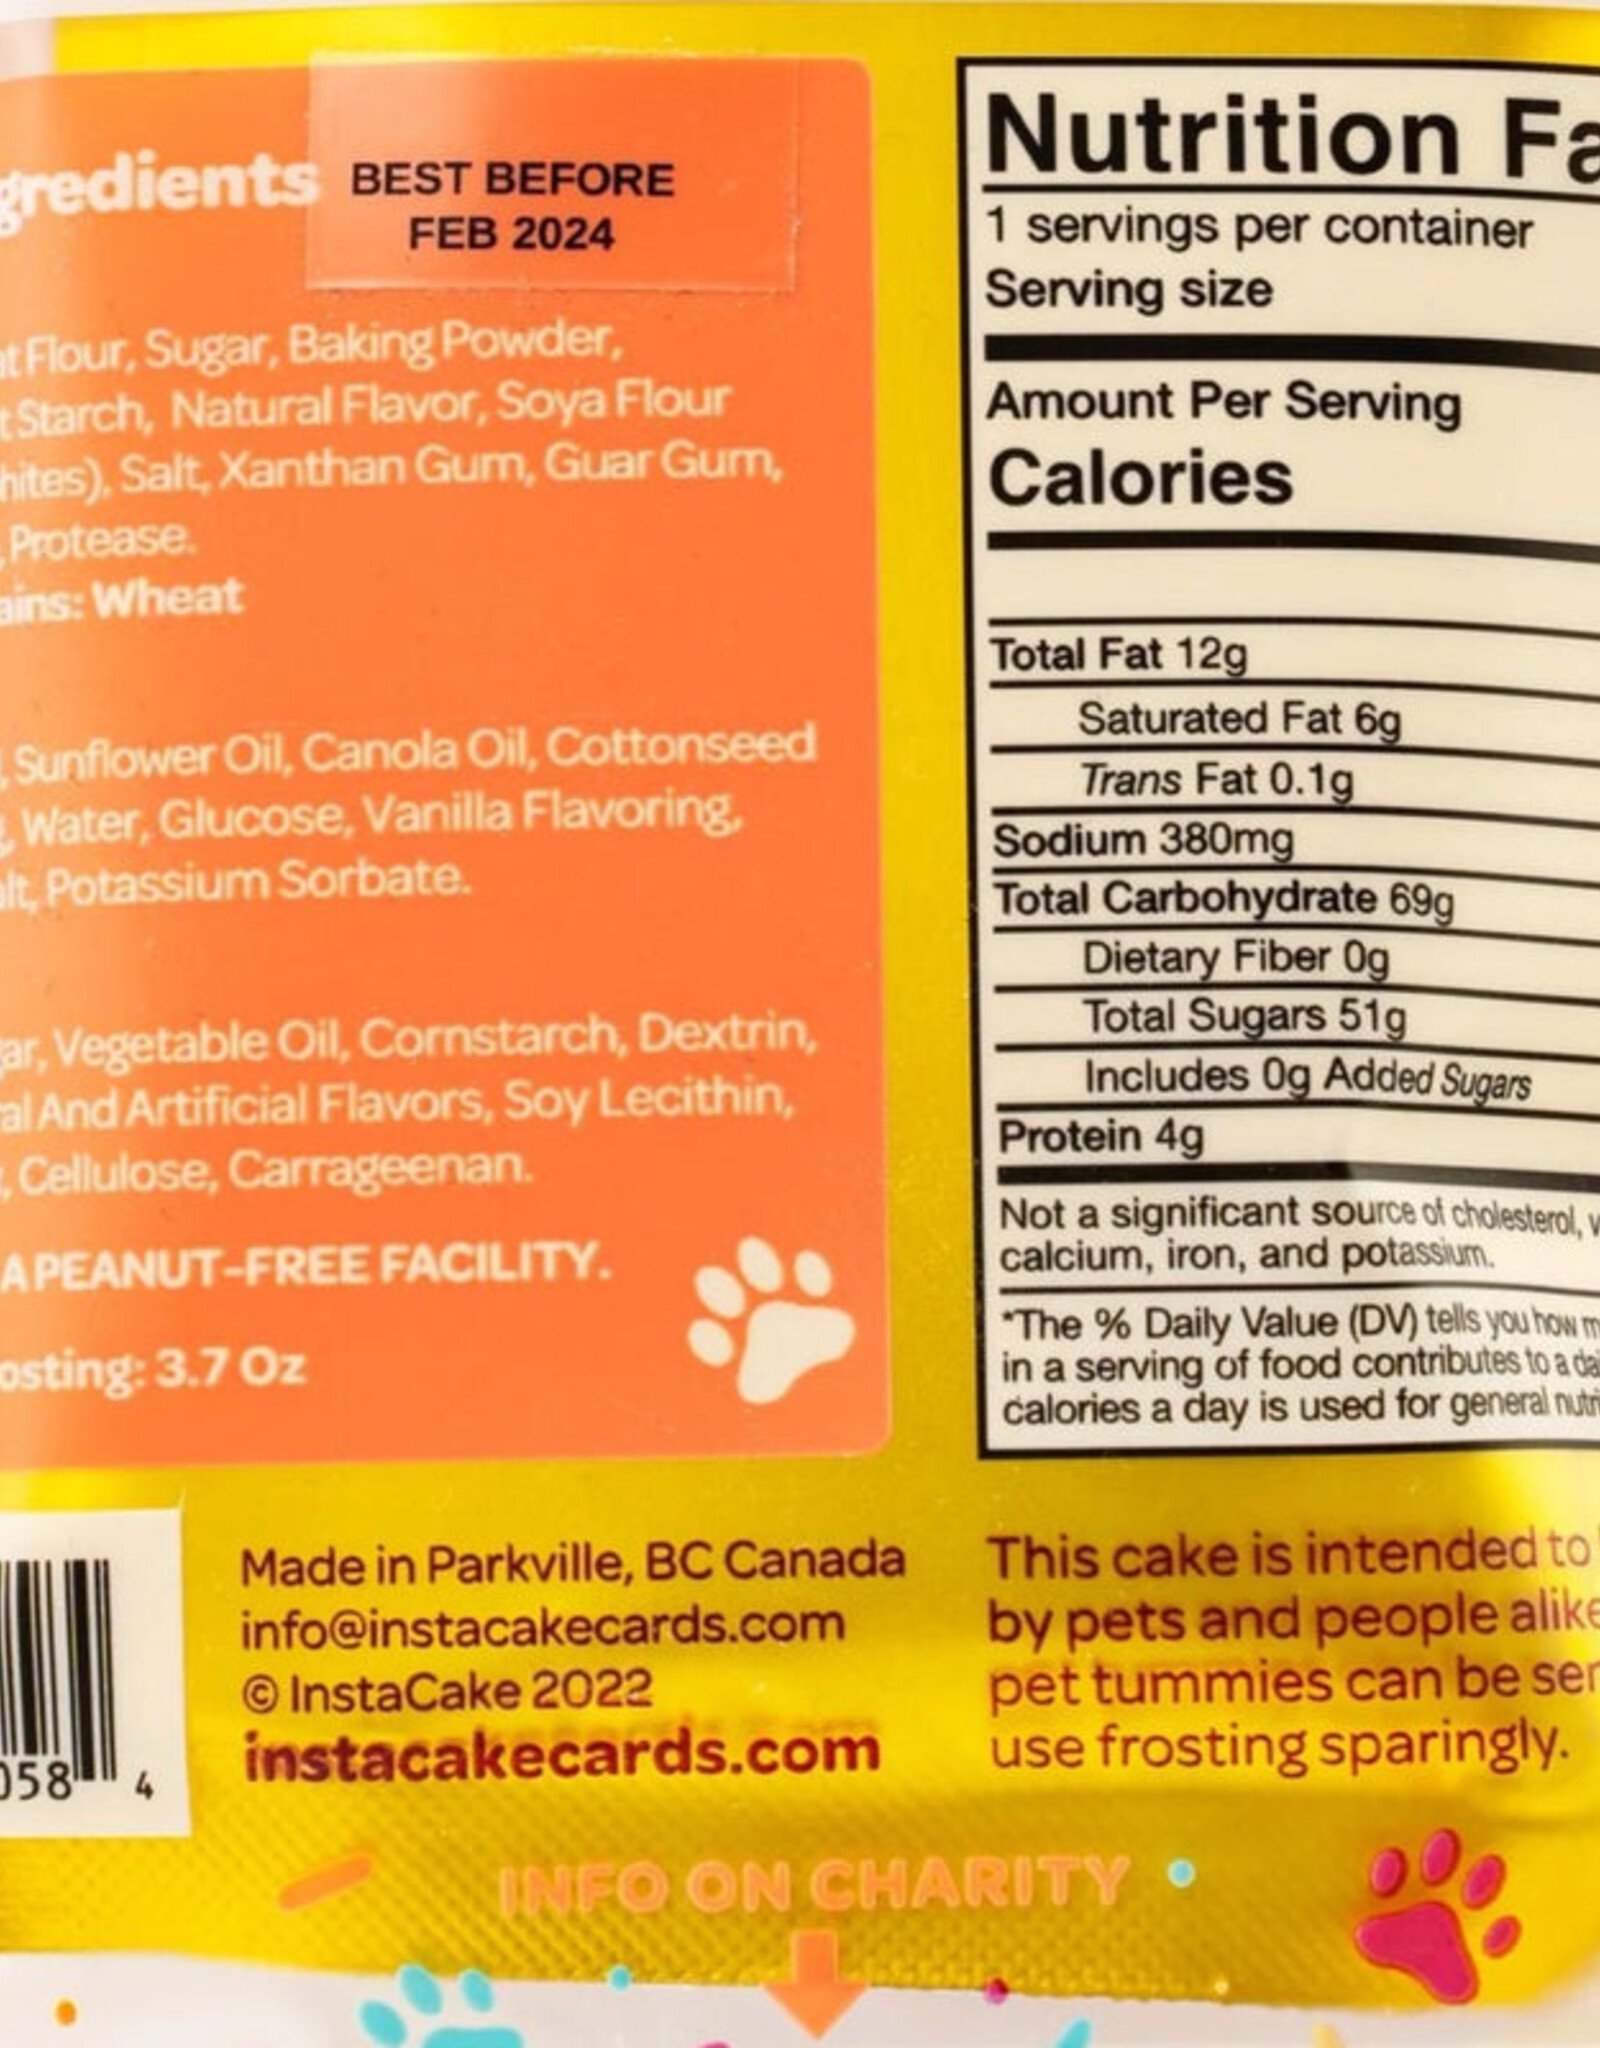 gredients
BEST BEFORE
FEB 2024
at Flour, Sugar, Baking Powder,
t Starch, Natural Flavor, Soya Flour
hites), Salt, Xanthan Gum, Guar Gum,
, Protease.
ains: Wheat
, Sunflower Oil, Canola Oil, Cottonseed
, Water, Glucose, Vanilla Flavoring,
alt, Potassium Sorbate.
gar, Vegetable Oil, Cornstarch, Dextrin,
al And Artificial Flavors, Soy Lecithin,
, Cellulose, Carrageenan.
A PEANUT-FREE FACILITY.
osting: 3.7 Oz
Nutrition Fa
1 servings per container
Serving size
Amount Per Serving
Calories
Total Fat 12g
Saturated Fat 6g
Trans Fat 0.1g
Sodium 380mg
Total Carbohydrate 69g
Dietary Fiber 0g
Total Sugars 51g
Includes 0g Added Sugars
Protein 4g
Not a significant source of cholesterol, v
calcium, iron, and potassium.
*The % Daily Value (DV) tells you how m
in a serving of food contributes to a dai
calories a day is used for general nutri
058 4
Made in Parkville, BC Canada
info@instacakecards.com
© InstaCake 2022
instacakecards.com
This cake is intended to
by pets and people alike
pet tummies can be sen
use frosting sparingly.
INFO ON CHARITY